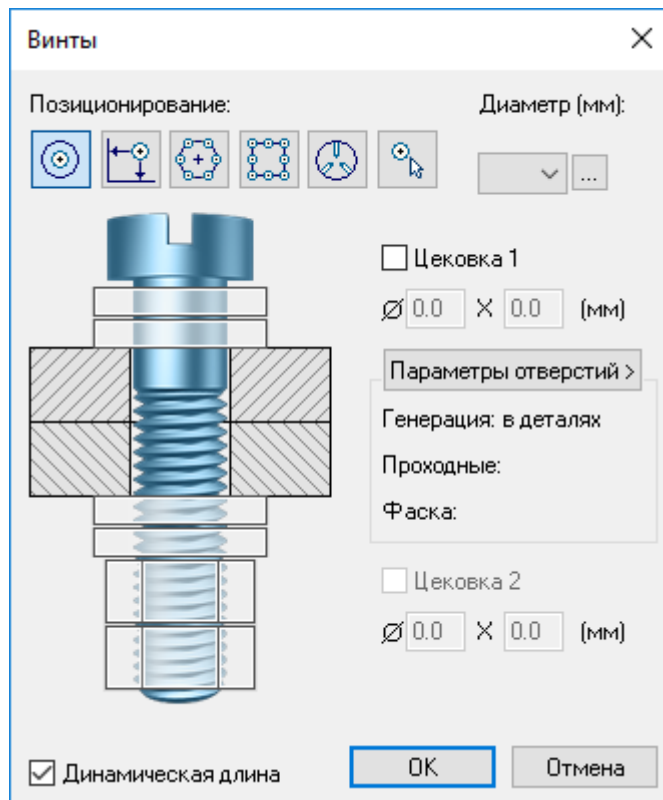 Винты
Позиционирование:
Диаметр (мм):
...
Цековка 1
Ø 0.0 X 0.0 (мм)
Параметры отверстий >
Генерация: в деталях
Проходные:
Фаска:
Цековка 2
Ø 0.0 X 0.0 (мм)
Динамическая длина
OK
Отмена